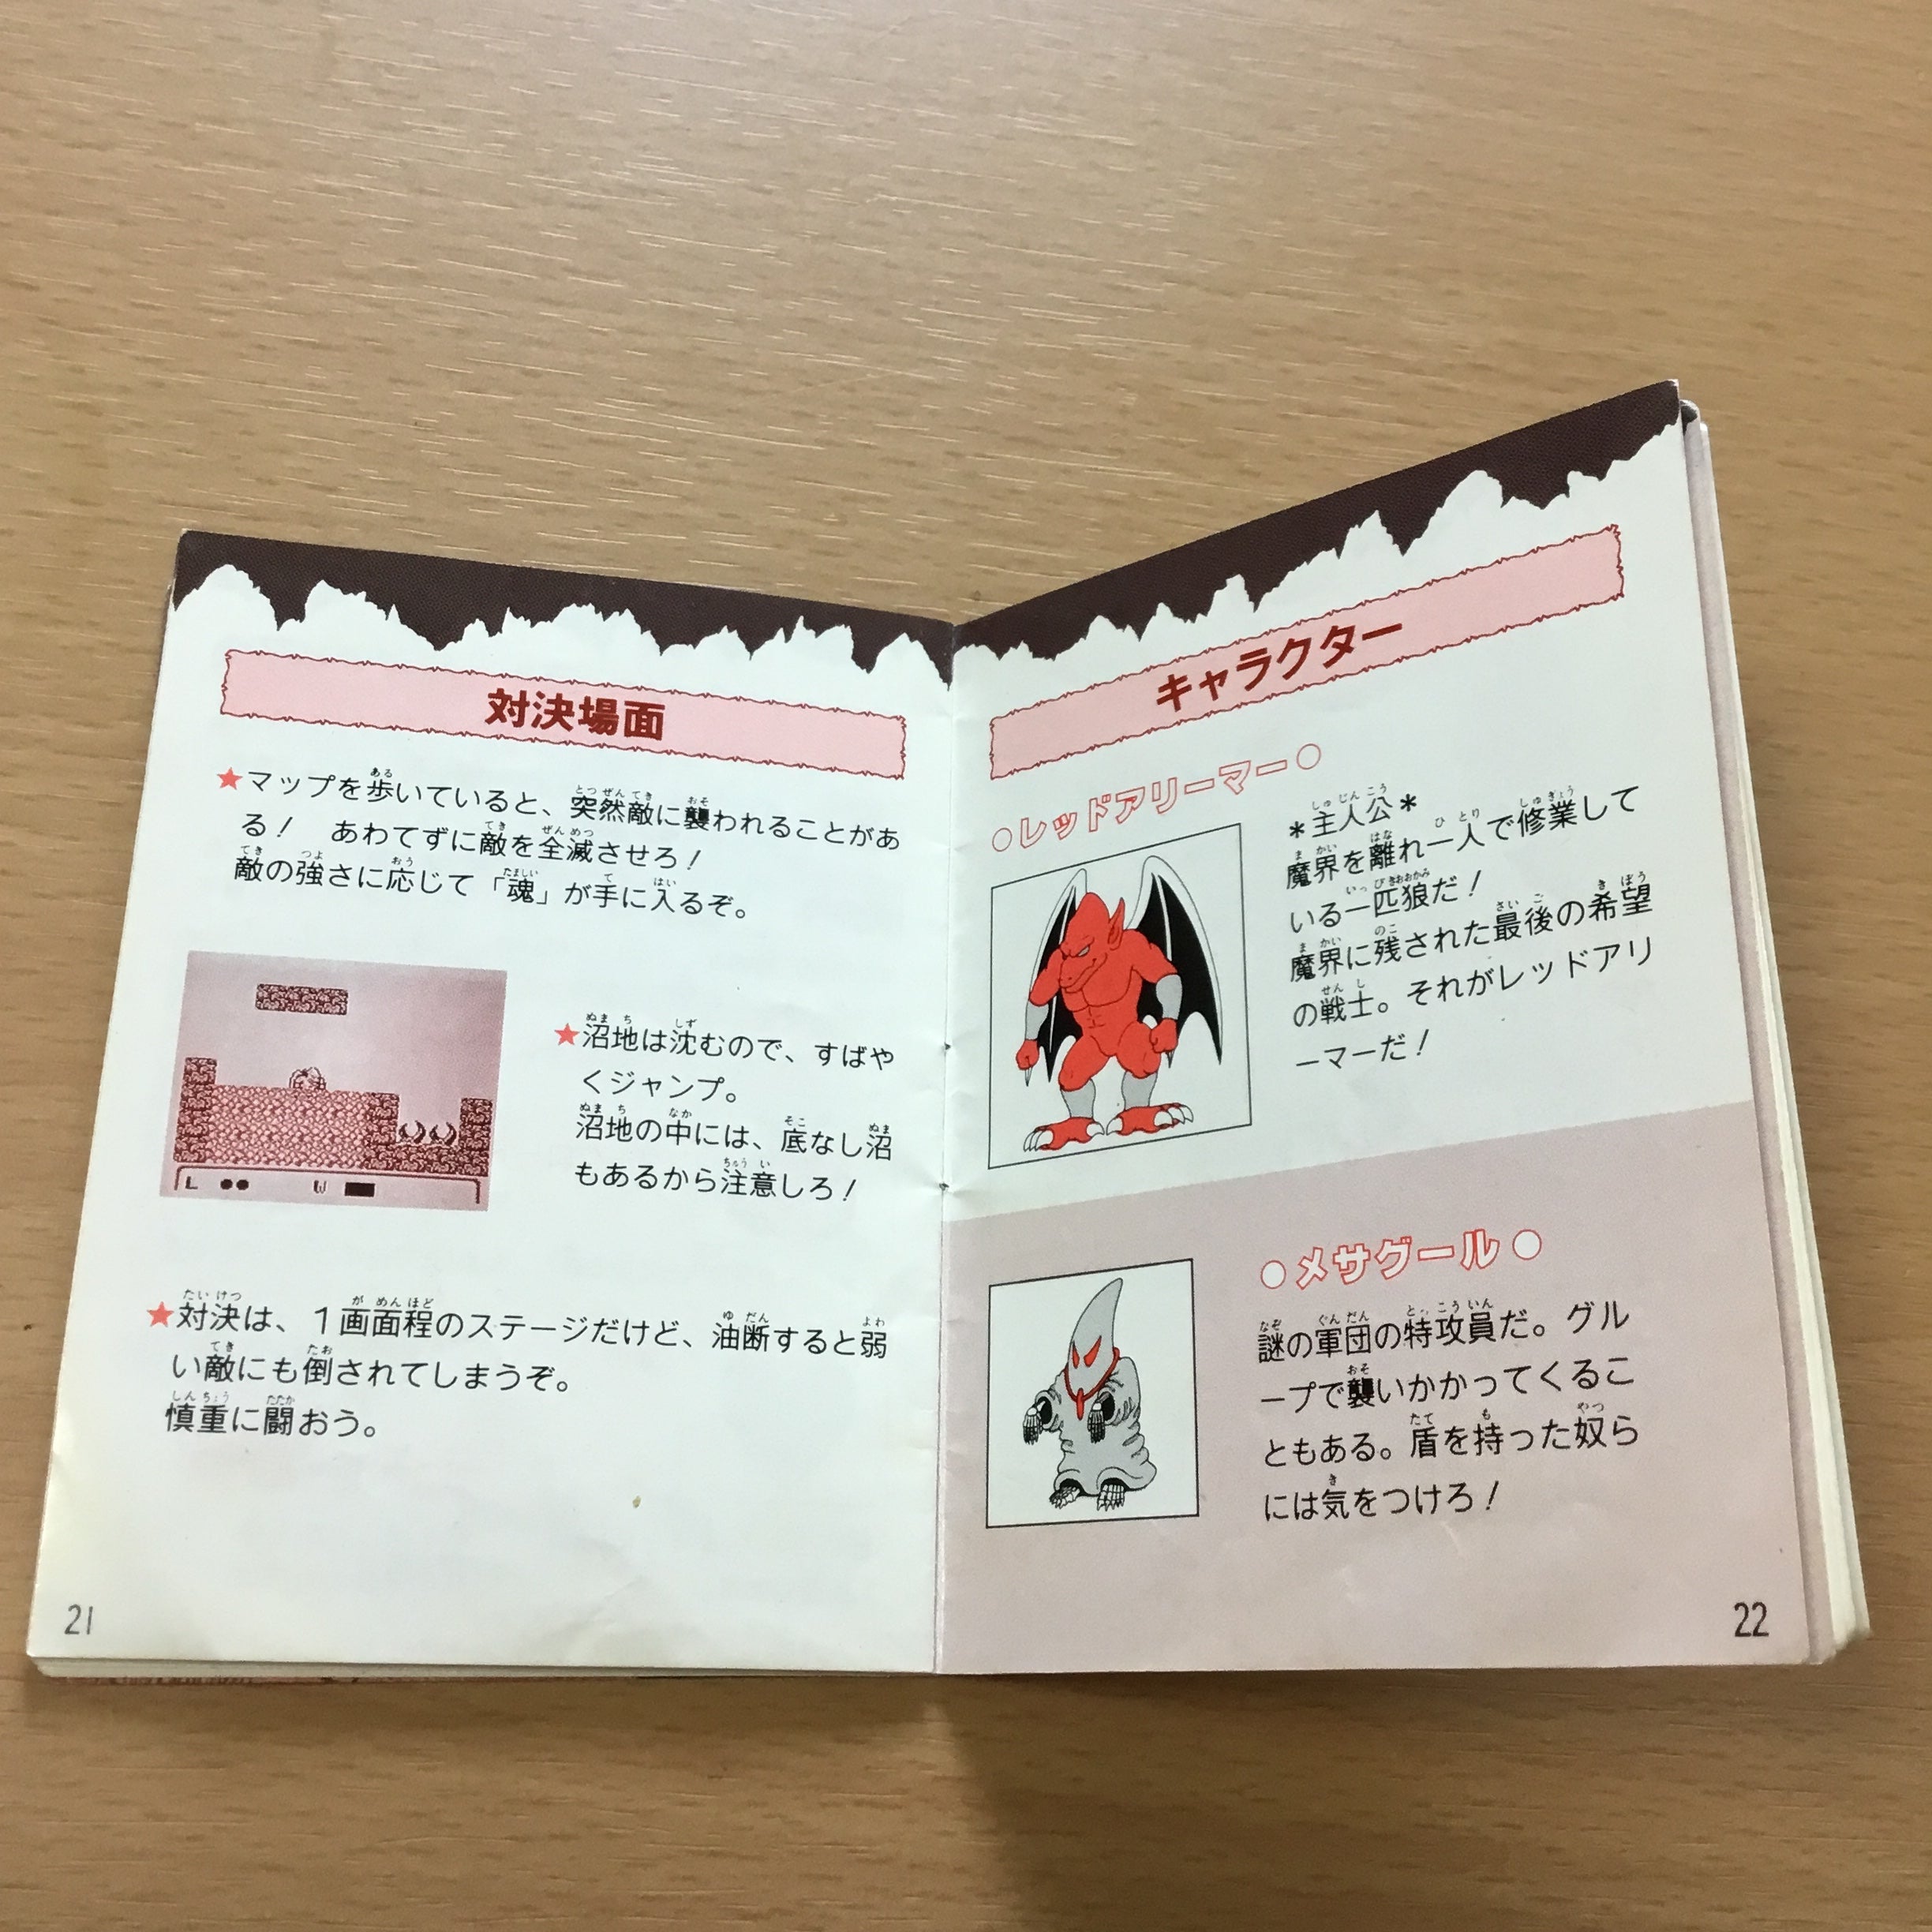 対決場面
★マップを歩いていると、突然敵に襲われることがあ
る！　あわてずに敵を全滅させろ！
敵の強さに応じて「魂」が手に入るぞ。
L ●● W
★沼地は沈むので、すばや
くジャンプ。
沼地の中には、底なし沼
もあるから注意しろ！
★対決は、1画面程のステージだけど、油断すると弱
い敵にも倒されてしまうぞ。
慎重に闘おう。
21
キャラクター
○レッドアリーマー○
＊主人公＊
魔界を離れ一人で修業して
いる一匹狼だ！
魔界に残された最後の希望
の戦士。それがレッドアリ
ーマーだ！
○メサグール○
謎の軍団の特攻員だ。グル
ープで襲いかかってくるこ
ともある。盾を持った奴ら
には気をつけろ！
22